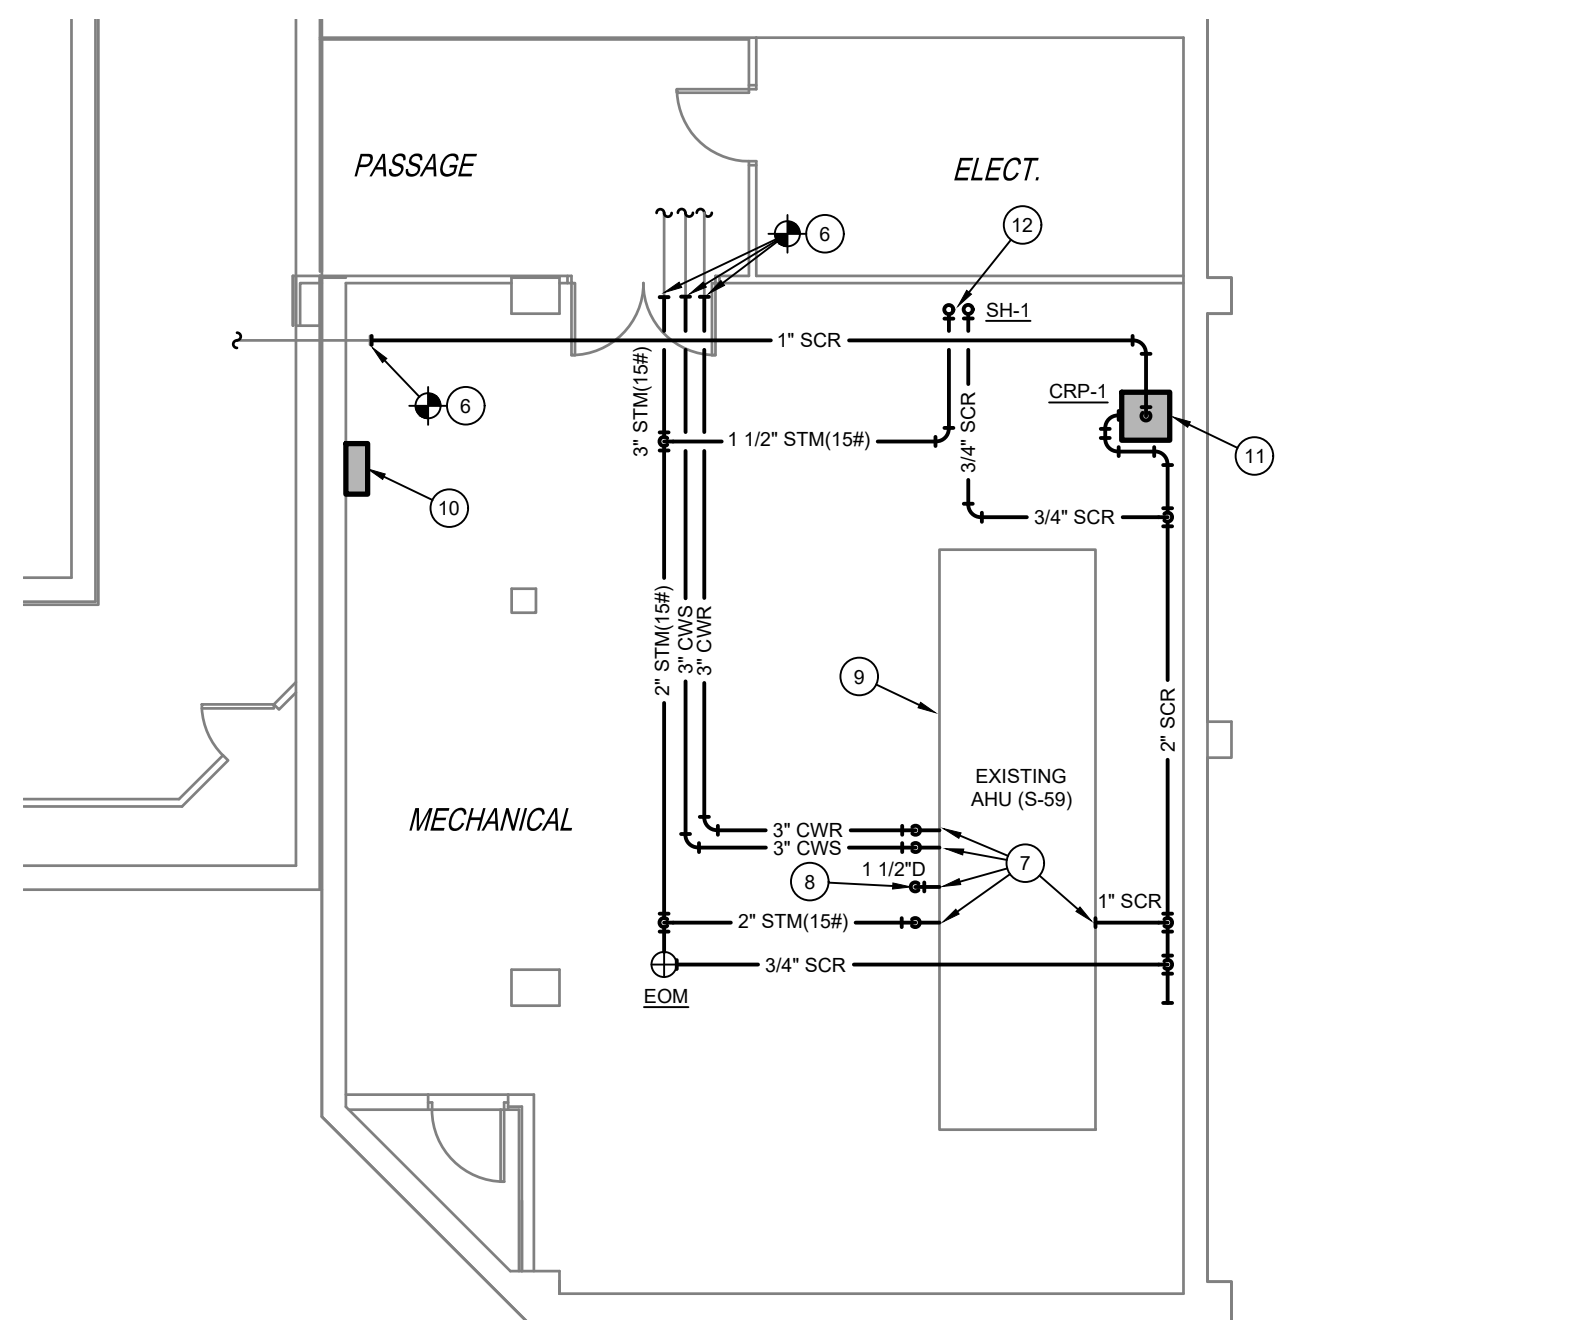 PASSAGE
ELECT.
12
6
SH-1
1" SCR
3" STM(15#)
CRP-1
6
3/4" SCR
1 1/2" STM(15#)
11
10
3/4" SCR
2" STM(15#)
3" CWS
3" CWR
9
2" SCR
EXISTING
AHU (S-59)
MECHANICAL
3" CWR
3" CWS
7
1 1/2"D
8
1" SCR
2" STM(15#)
3/4" SCR
EOM